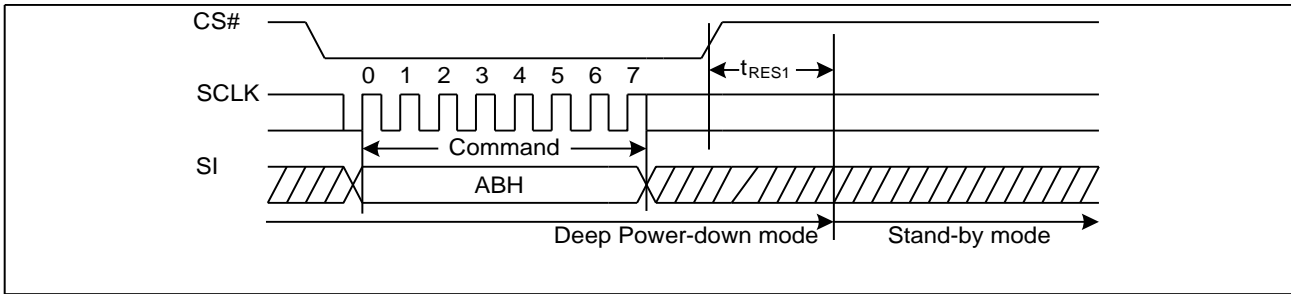 CS#
tRES1
0 1 2 3 4 5 6 7
SCLK
Command
SI
ABH
Deep Power-down mode Stand-by mode